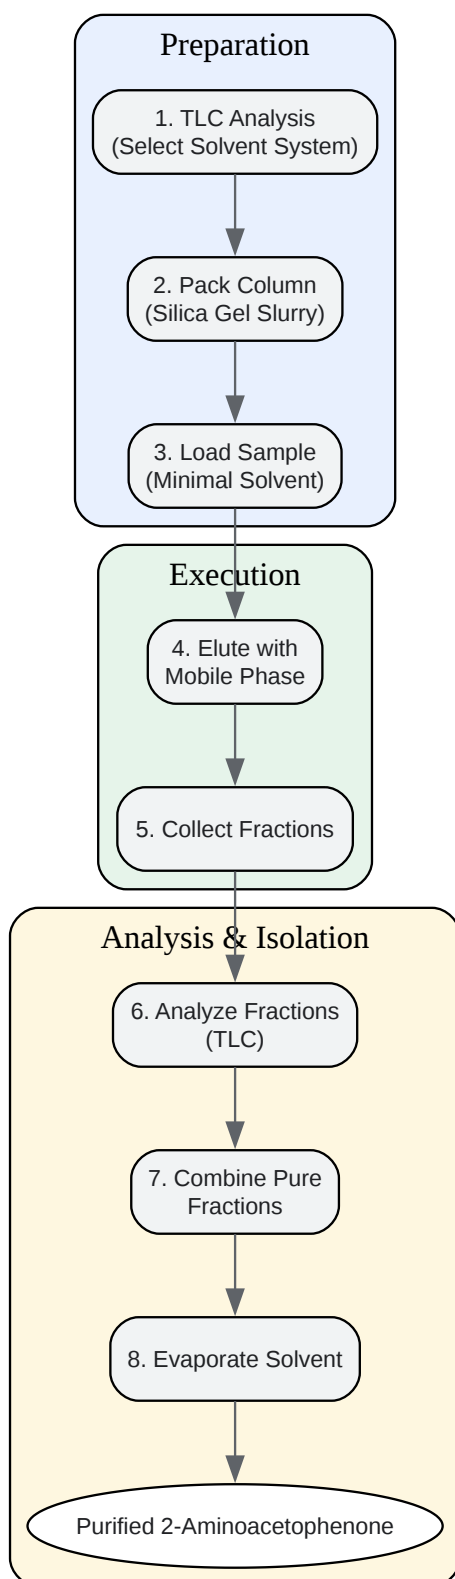 Preparation
1. TLC Analysis
(Select Solvent System)
2. Pack Column
(Silica Gel Slurry)
3. Load Sample
(Minimal Solvent)
Execution
4. Elute with
Mobile Phase
5. Collect Fractions
Analysis & Isolation
6. Analyze Fractions
(TLC)
7. Combine Pure
Fractions
8. Evaporate Solvent
Purified 2-Aminoacetophenone